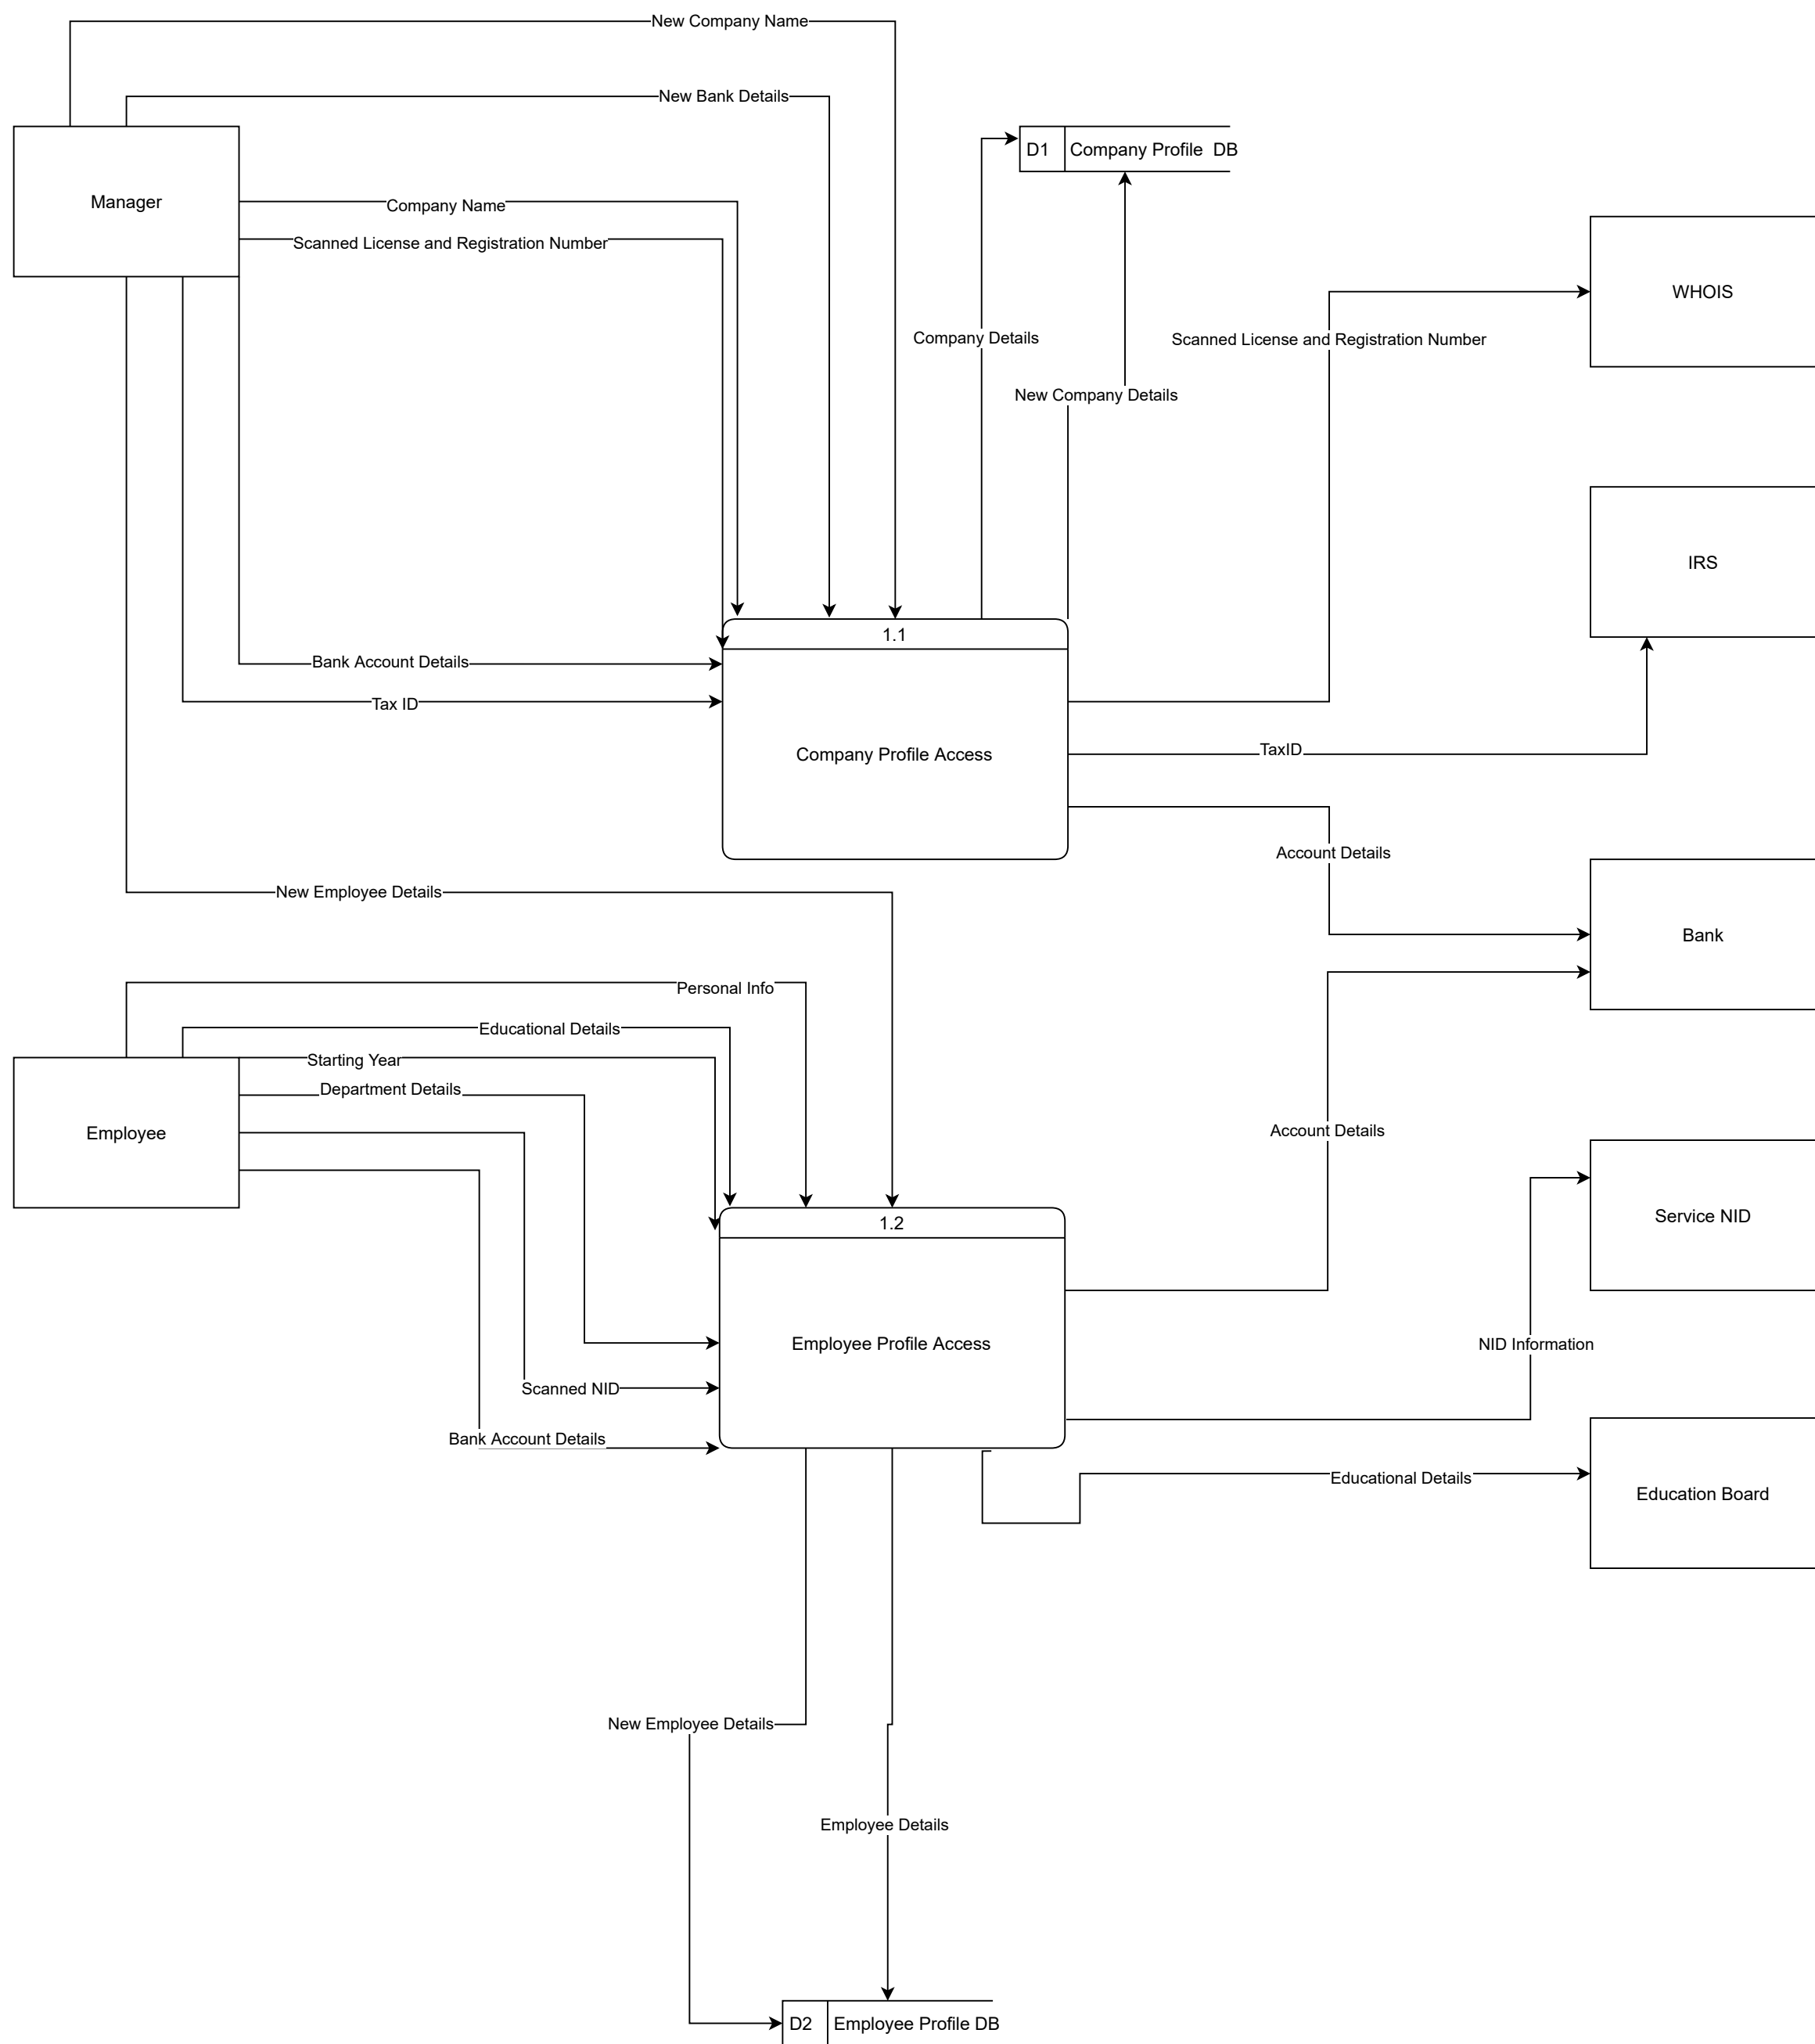 New Company Name
New Bank Details
D1 Company Profile DB
Manager
Company Name
Scanned License and Registration Number
WHOIS
Company Details
Scanned License and Registration Number
New Company Details
IRS
1.1
Bank Account Details
Tax ID
Company Profile Access
TaxID
Account Details
New Employee Details
Bank
Personal Info
Educational Details
Starting Year
Department Details
Employee
Account Details
Service NID
1.2
Employee Profile Access
NID Information
Scanned NID
Bank Account Details
Educational Details
Education Board
New Employee Details
Employee Details
D2 Employee Profile DB